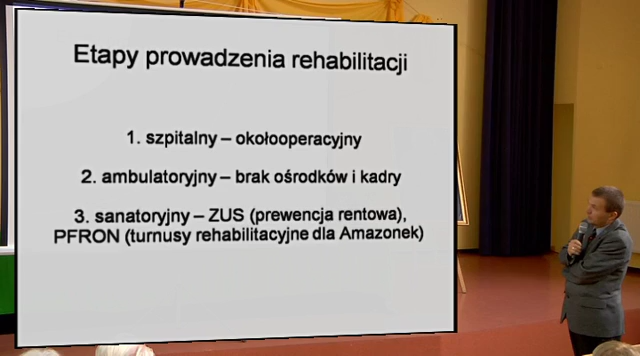 Etapy prowadzenia rehabilitacji
1. szpitalny – okołooperacyjny
2. ambulatoryjny – brak ośrodków i kadry
3. sanatoryjny – ZUS (prewencja rentowa),
PFRON (turnusy rehabilitacyjne dla Amazonek)